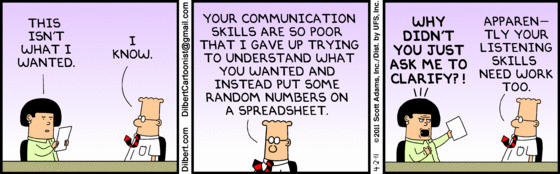 THIS
ISN'T
WHAT I
WANTED.
I
KNOW.
Dilbert.com DilbertCartoonist@gmail.com
YOUR COMMUNICATION
SKILLS ARE SO POOR
THAT I GAVE UP TRYING
TO UNDERSTAND WHAT
YOU WANTED AND
INSTEAD PUT SOME
RANDOM NUMBERS ON
A SPREADSHEET.
4-2-11 ©2011 Scott Adams, Inc./Dist. by UFS, Inc.
WHY
DIDN'T
YOU JUST
ASK ME TO
CLARIFY?!
APPAREN-
TLY YOUR
LISTENING
SKILLS
NEED WORK
TOO.